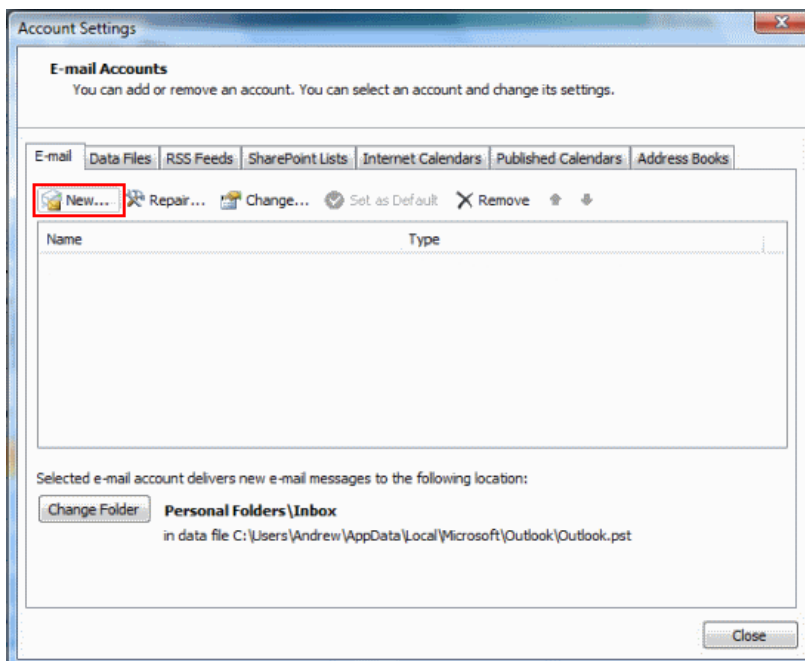 Account Settings
E-mail Accounts
You can add or remove an account. You can select an account and change its settings.
E-mail Data Files RSS Feeds SharePoint Lists Internet Calendars Published Calendars Address Books
New... Repair... Change... Set as Default Remove
Name Type
Selected e-mail account delivers new e-mail messages to the following location:
Change Folder Personal Folders\Inbox
in data file C:\Users\Andrew\AppData\Local\Microsoft\Outlook\Outlook.pst
Close